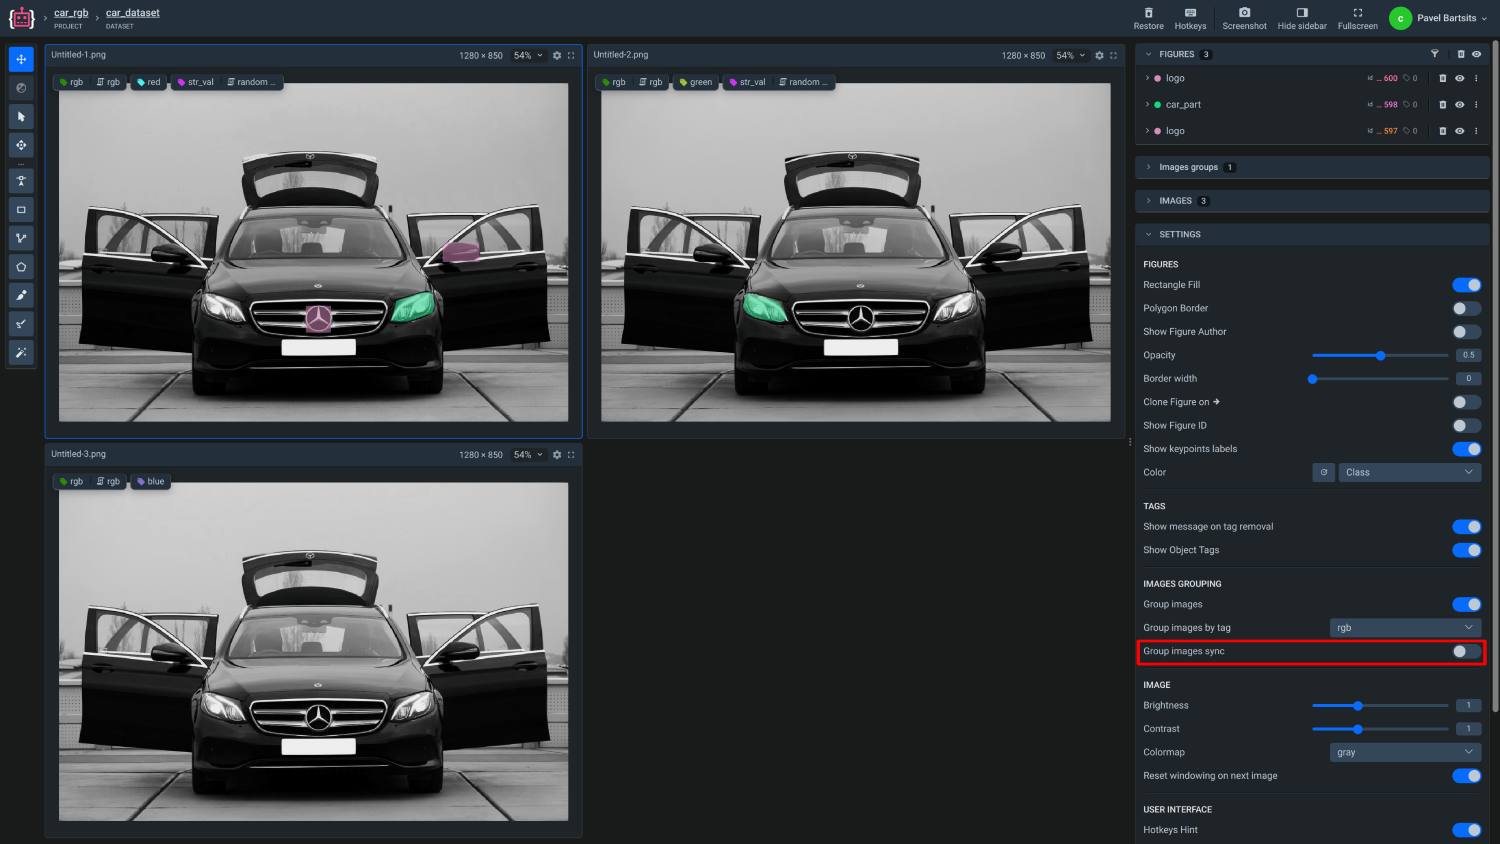 car_rgb
PROJECT
car_dataset
DATASET
Restore
Hotkeys
Screenshot
Hide sidebar
Fullscreen
c
Pavel Bartsits
Untitled-1.png
1280 × 850
54%
rgb
rgb
red
str_val
random ...
Untitled-2.png
1280 × 850
54%
rgb
rgb
green
str_val
random ...
Untitled-3.png
1280 × 850
54%
rgb
rgb
blue
FIGURES 3
logo
id ... 600 0
car_part
id ... 598 0
logo
id ... 597 0
Images groups 1
IMAGES 3
SETTINGS
FIGURES
Rectangle Fill
Polygon Border
Show Figure Author
Opacity 0.5
Border width 0
Clone Figure on →
Show Figure ID
Show keypoints labels
Color Class
TAGS
Show message on tag removal
Show Object Tags
IMAGES GROUPING
Group images
Group images by tag rgb
Group images sync
IMAGE
Brightness 1
Contrast 1
Colormap gray
Reset windowing on next image
USER INTERFACE
Hotkeys Hint